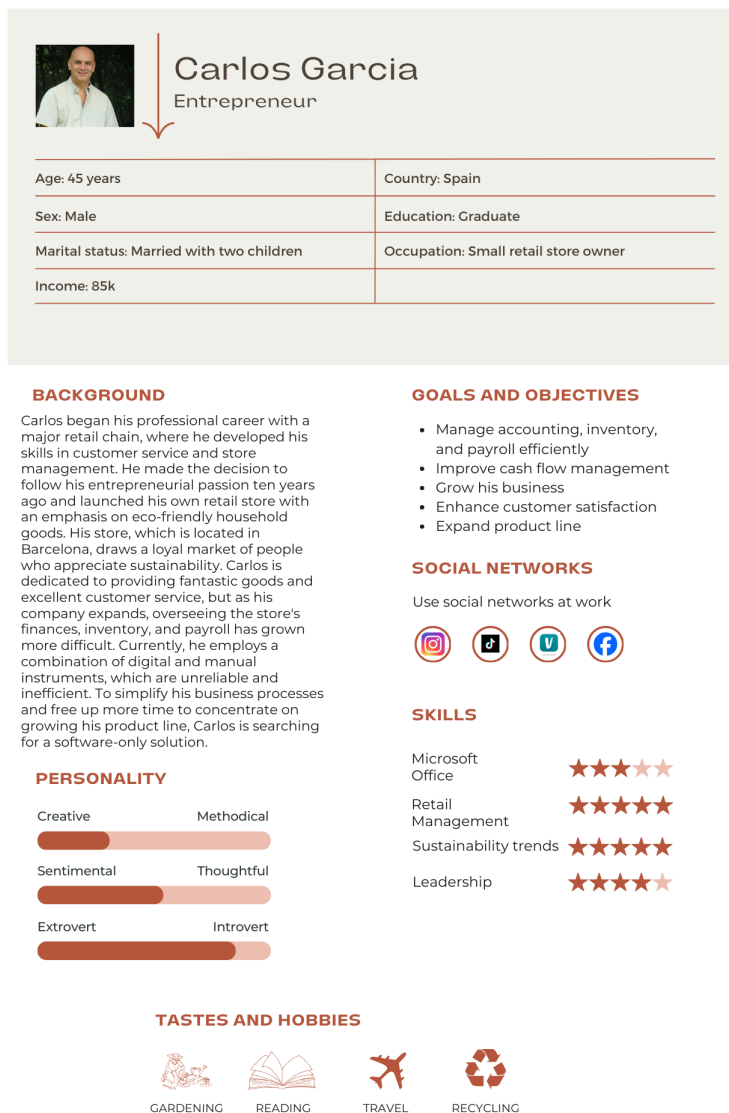 Carlos Garcia
Entrepreneur
Age: 45 years
Country: Spain
Sex: Male
Education: Graduate
Marital status: Married with two children
Occupation: Small retail store owner
Income: 85k
BACKGROUND
Carlos began his professional career with a
major retail chain, where he developed his
skills in customer service and store
management. He made the decision to
follow his entrepreneurial passion ten years
ago and launched his own retail store with
an emphasis on eco-friendly household
goods. His store, which is located in
Barcelona, draws a loyal market of people
who appreciate sustainability. Carlos is
dedicated to providing fantastic goods and
excellent customer service, but as his
company expands, overseeing the store's
finances, inventory, and payroll has grown
more difficult. Currently, he employs a
combination of digital and manual
instruments, which are unreliable and
inefficient. To simplify his business processes
and free up more time to concentrate on
growing his product line, Carlos is searching
for a software-only solution.
PERSONALITY
Creative
Methodical
Sentimental
Thoughtful
Extrovert
Introvert
GOALS AND OBJECTIVES
• Manage accounting, inventory,
and payroll efficiently
• Improve cash flow management
• Grow his business
• Enhance customer satisfaction
• Expand product line
SOCIAL NETWORKS
Use social networks at work
SKILLS
Microsoft
Office
Retail
Management
Sustainability trends
Leadership
TASTES AND HOBBIES
GARDENING
READING
TRAVEL
RECYCLING